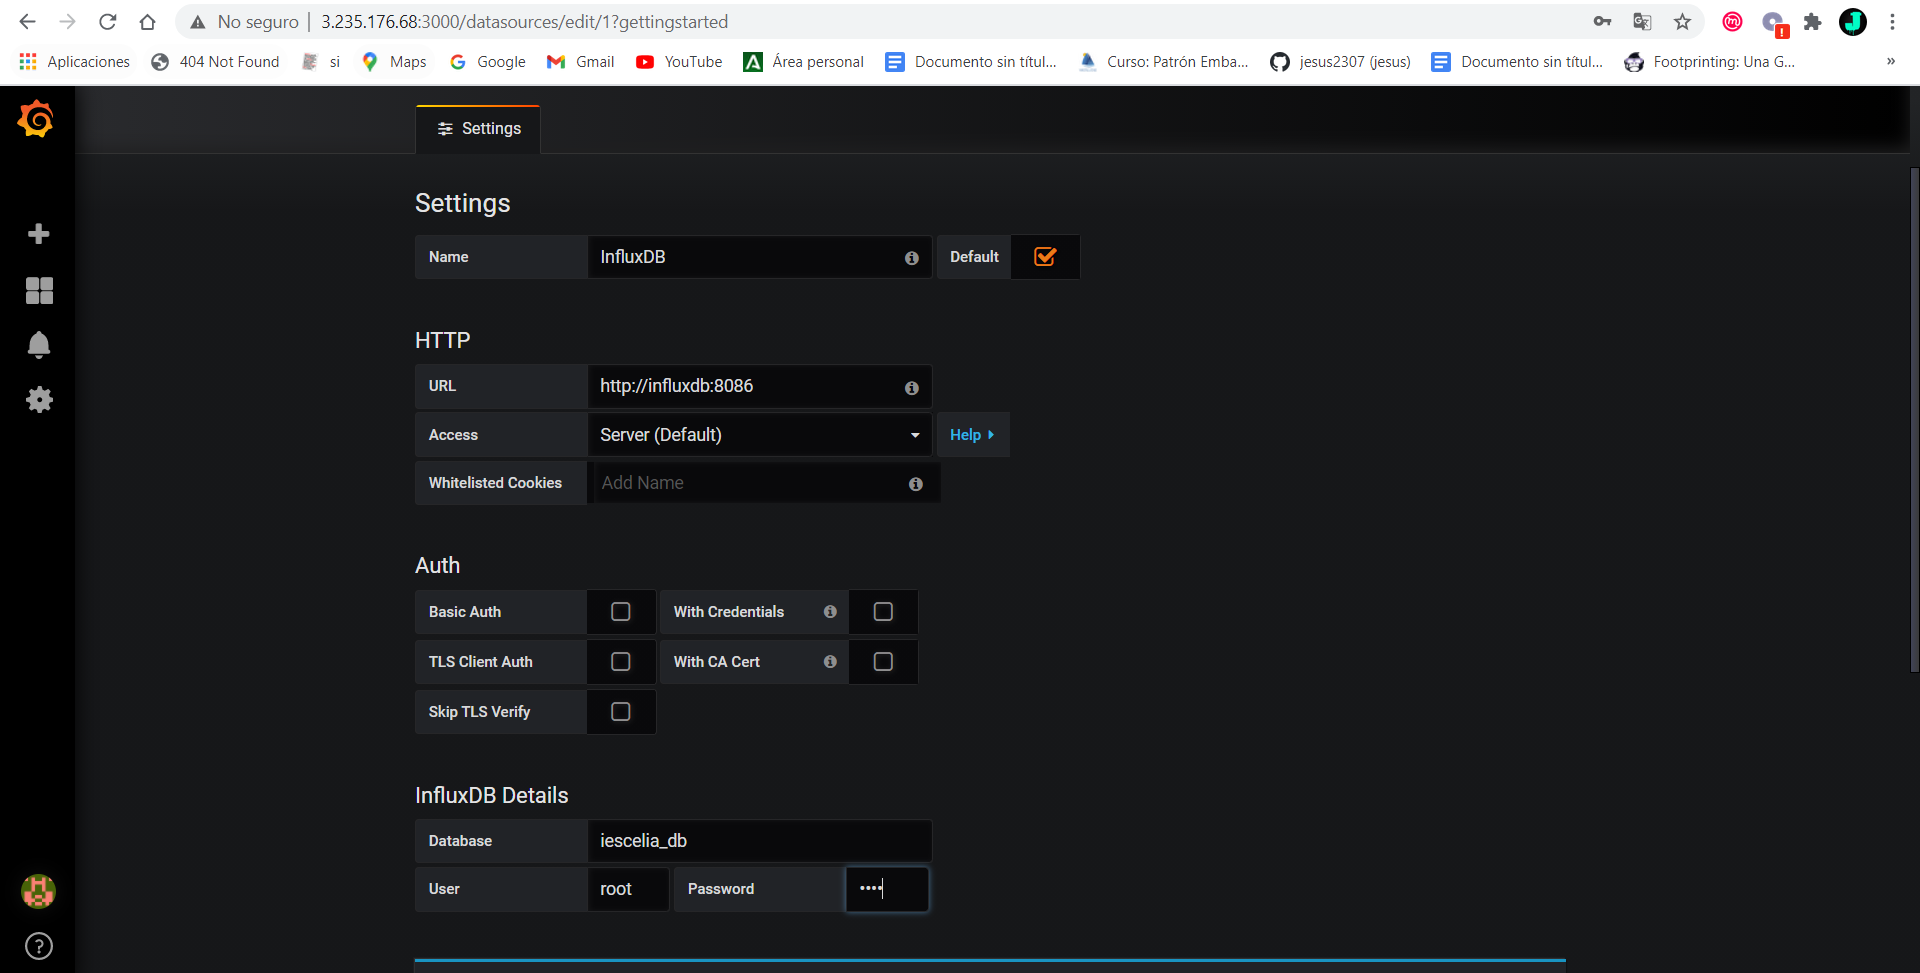 No seguro | 3.235.176.68:3000/datasources/edit/1?gettingstarted
Aplicaciones 404 Not Found si Maps Google Gmail YouTube Área personal Documento sin títul... Curso: Patrón Emba... jesus2307 (jesus) Documento sin títul... Footprinting: Una G... »
Settings
Settings
Name InfluxDB Default
HTTP
URL http://influxdb:8086
Access Server (Default) Help
Whitelisted Cookies Add Name
Auth
Basic Auth With Credentials
TLS Client Auth With CA Cert
Skip TLS Verify
InfluxDB Details
Database iescelia_db
User root Password ••••